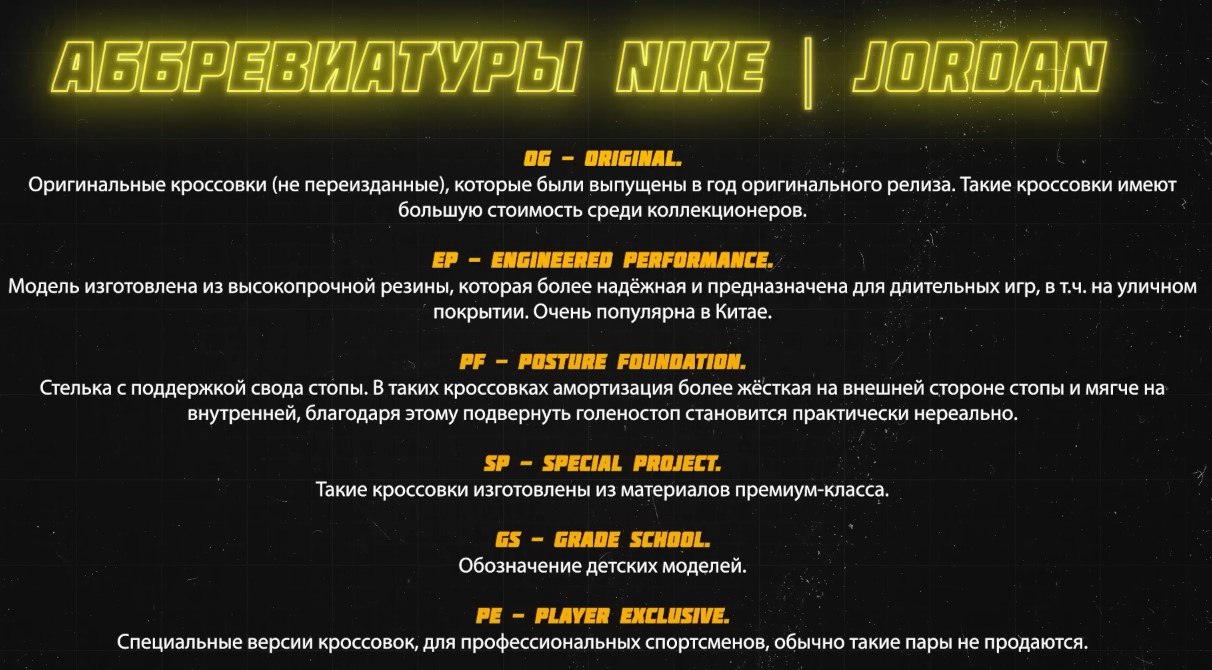 АББРЕВИАТУРЫ NIKE | JORDAN
OG – ORIGINAL.
Оригинальные кроссовки (не переизданные), которые были выпущены в год оригинального релиза. Такие кроссовки имеют
большую стоимость среди коллекционеров.
EP – ENGINEERED PERFORMANCE.
Модель изготовлена из высокопрочной резины, которая более надёжная и предназначена для длительных игр, в т.ч. на уличном
покрытии. Очень популярна в Китае.
PF – POSTURE FOUNDATION.
Стелька с поддержкой свода стопы. В таких кроссовках амортизация более жёсткая на внешней стороне стопы и мягче на
внутренней, благодаря этому подвернуть голеностоп становится практически нереально.
SP – SPECIAL PROJECT.
Такие кроссовки изготовлены из материалов премиум-класса.
GS – GRADE SCHOOL.
Обозначение детских моделей.
PE – PLAYER EXCLUSIVE.
Специальные версии кроссовок, для профессиональных спортсменов, обычно такие пары не продаются.